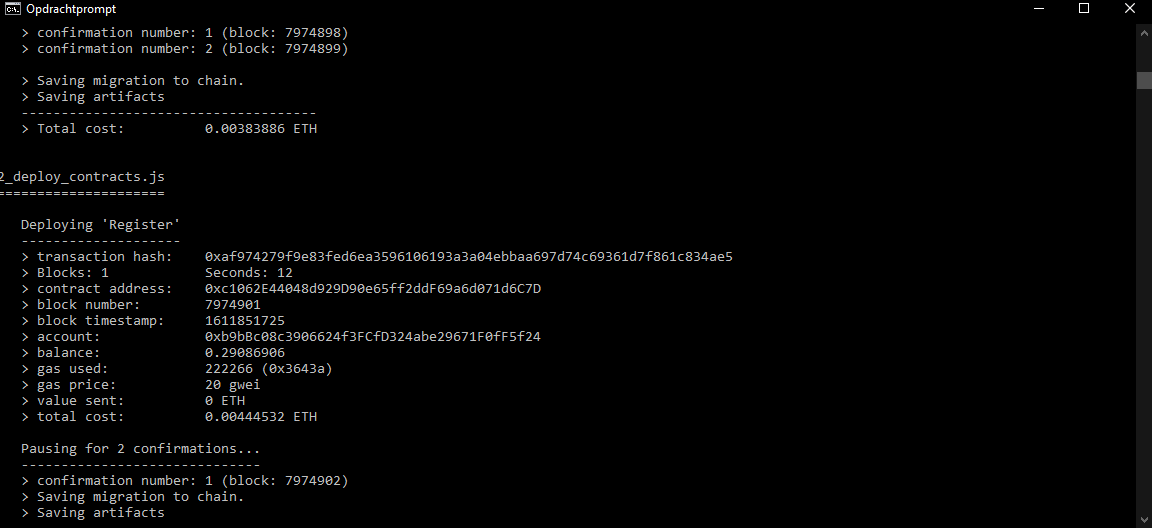 Opdrachtprompt
> confirmation number: 1 (block: 7974898)
> confirmation number: 2 (block: 7974899)
> Saving migration to chain.
> Saving artifacts
-------------------------------------
> Total cost: 0.00383886 ETH
2_deploy_contracts.js
=====================
Deploying 'Register'
--------------------
> transaction hash: 0xaf974279f9e83fed6ea3596106193a3a04ebbaa697d74c69361d7f861c834ae5
> Blocks: 1 Seconds: 12
> contract address: 0xc1062E44048d929D90e65ff2ddF69a6d071d6C7D
> block number: 7974901
> block timestamp: 1611851725
> account: 0xb9bBc08c3906624f3FCfD324abe29671F0fF5f24
> balance: 0.29086906
> gas used: 222266 (0x3643a)
> gas price: 20 gwei
> value sent: 0 ETH
> total cost: 0.00444532 ETH
Pausing for 2 confirmations...
------------------------------
> confirmation number: 1 (block: 7974902)
> Saving migration to chain.
> Saving artifacts